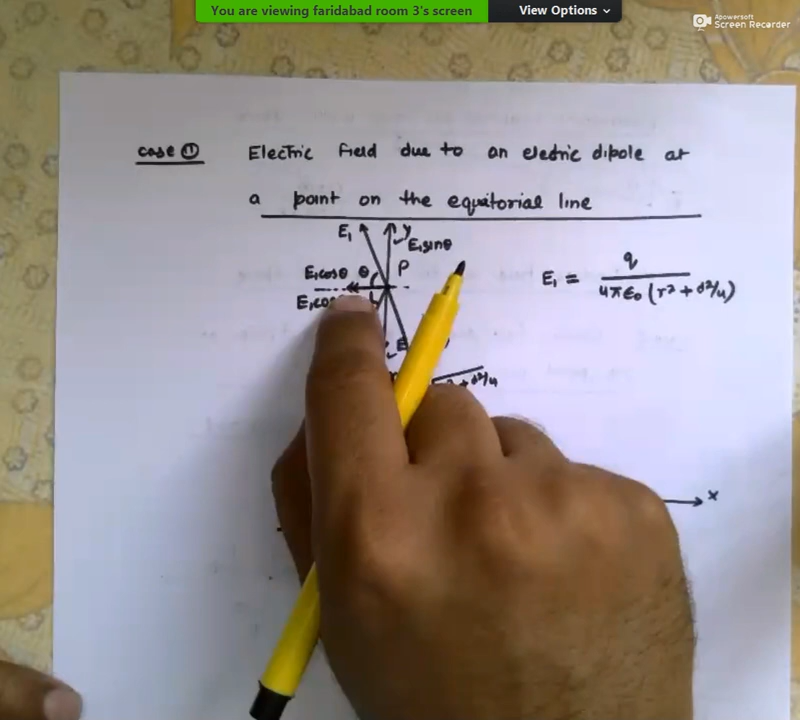 You are viewing faridabad room 3's screen
View Options
Apowersoft
Screen Recorder
case ⑪ Electric field due to an electric dipole at
a point on the equitorial line
E₁ y
E₁sinθ
E₁cosθ θ P
E₁ = q / 4πε₀ (r² + d²/4)
x